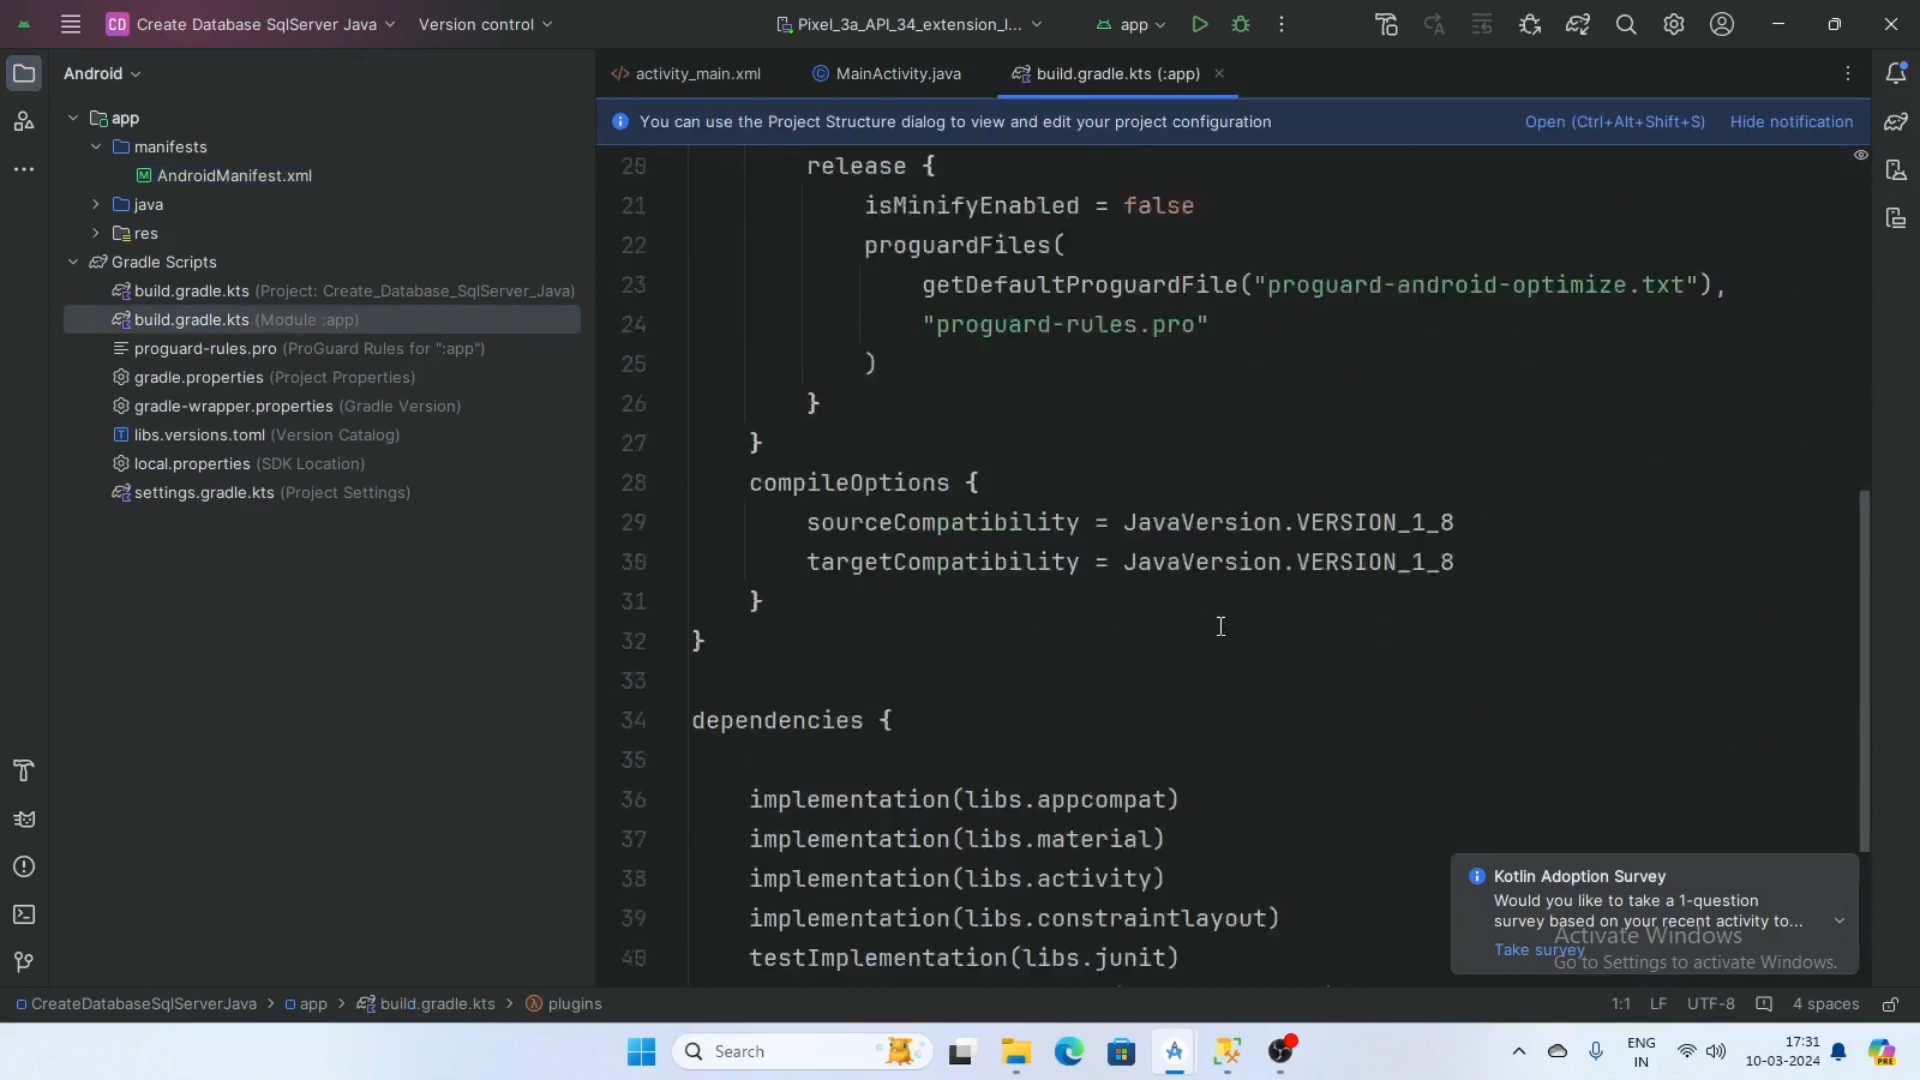 CD Create Database SqlServer Java
Version control
Pixel_3a_API_34_extension_l...
app
Android
activity_main.xml
MainActivity.java
build.gradle.kts (:app)
You can use the Project Structure dialog to view and edit your project configuration
Open (Ctrl+Alt+Shift+S)
Hide notification
app
manifests
AndroidManifest.xml
java
res
Gradle Scripts
build.gradle.kts (Project: Create_Database_SqlServer_Java)
build.gradle.kts (Module :app)
proguard-rules.pro (ProGuard Rules for ":app")
gradle.properties (Project Properties)
gradle-wrapper.properties (Gradle Version)
libs.versions.toml (Version Catalog)
local.properties (SDK Location)
settings.gradle.kts (Project Settings)
20 release {
21 isMinifyEnabled = false
22 proguardFiles(
23 getDefaultProguardFile("proguard-android-optimize.txt"),
24 "proguard-rules.pro"
25 )
26 }
27 }
28 compileOptions {
29 sourceCompatibility = JavaVersion.VERSION_1_8
30 targetCompatibility = JavaVersion.VERSION_1_8
31 }
32 }
33
34 dependencies {
35
36 implementation(libs.appcompat)
37 implementation(libs.material)
38 implementation(libs.activity)
39 implementation(libs.constraintlayout)
40 testImplementation(libs.junit)
Kotlin Adoption Survey
Would you like to take a 1-question
survey based on your recent activity to...
Take survey
Activate Windows
Go to Settings to activate Windows.
CreateDatabaseSqlServerJava > app > build.gradle.kts > plugins
1:1 LF UTF-8 4 spaces
Search
ENG
IN
17:31
10-03-2024
PRE